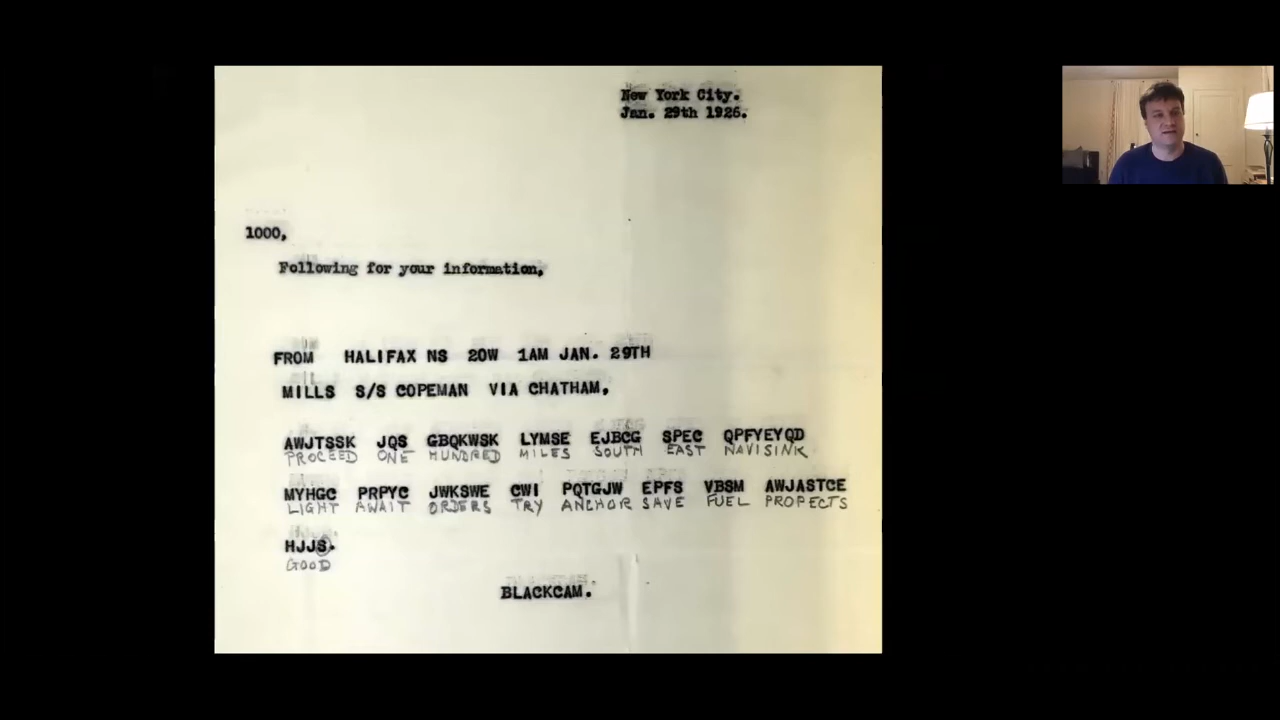 New York City.
Jan. 29th 1926.
1000,
Following for your information,
FROM HALIFAX NS 20W 1AM JAN. 29TH
MILLS S/S COPEMAN VIA CHATHAM,
AWJTSSK JQS GBQKWSK LYMSE EJBCG SPEC QPFYEYQD
PROCEED ONE HUNDRED MILES SOUTH EAST NAVISINK
MYHGC PRPYC JWKSWE CWI PQTGJW EPFS VBSM AWJASTCE
LIGHT AWAIT ORDERS TRY ANCHOR SAVE FUEL PROPECTS
HJJS.
GOOD
BLACKCAM.